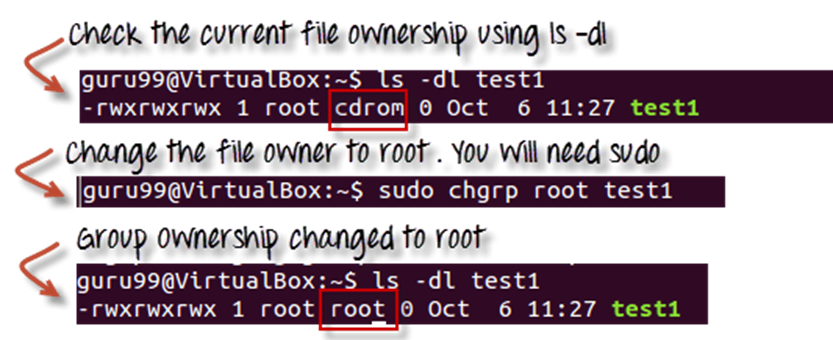 Check the current file ownership using ls -dl
guru99@VirtualBox:~$ ls -dl test1
-rwxrwxrwx 1 root cdrom 0 Oct  6 11:27 test1
Change the file owner to root . You will need sudo
guru99@VirtualBox:~$ sudo chgrp root test1
Group ownership changed to root
guru99@VirtualBox:~$ ls -dl test1
-rwxrwxrwx 1 root root 0 Oct  6 11:27 test1